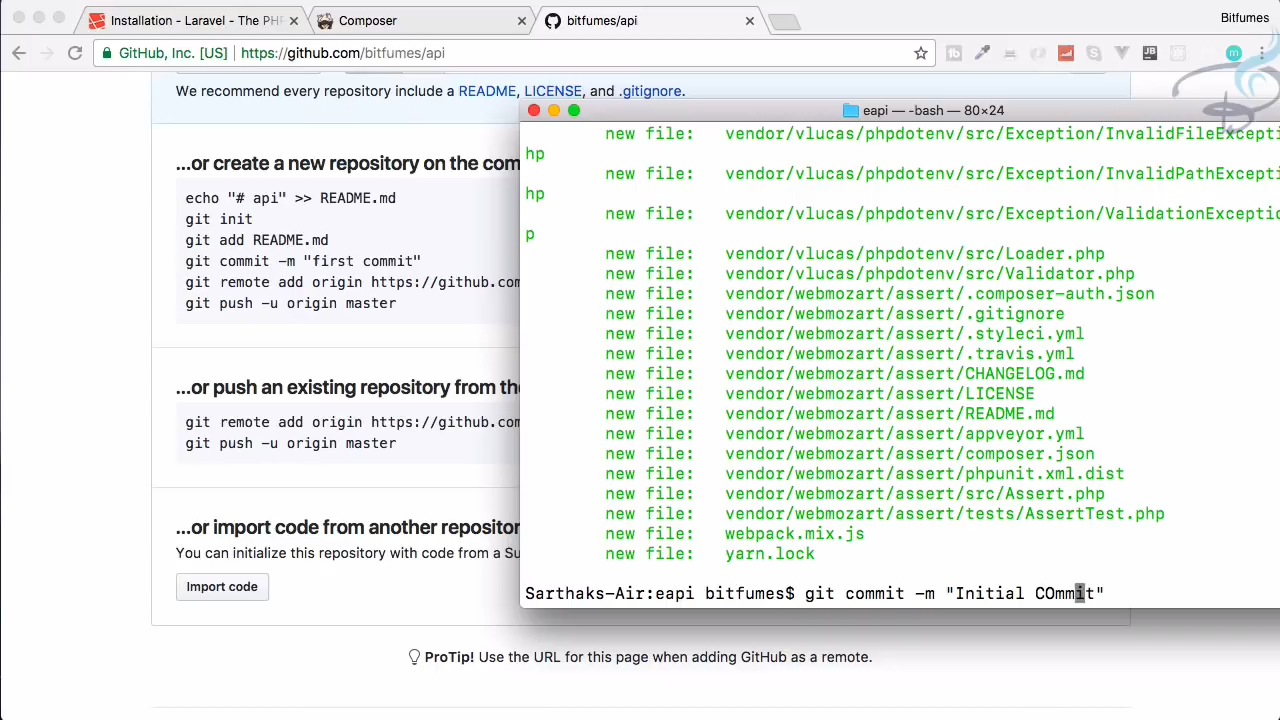 Installation - Laravel - The PHP
Composer
bitfumes/api
Bitfumes
GitHub, Inc. [US]
https://github.com/bitfumes/api
We recommend every repository include a README, LICENSE, and .gitignore.
eapi — -bash — 80×24
...or create a new repository on the com
echo "# api" >> README.md
git init
git add README.md
git commit -m "first commit"
git remote add origin https://github.com
git push -u origin master
...or push an existing repository from the
git remote add origin https://github.com
git push -u origin master
...or import code from another repositor
You can initialize this repository with code from a Su
Import code
new file: vendor/vlucas/phpdotenv/src/Exception/InvalidFileExcepti
hp
new file: vendor/vlucas/phpdotenv/src/Exception/InvalidPathExcepti
hp
new file: vendor/vlucas/phpdotenv/src/Exception/ValidationExceptio
p
new file: vendor/vlucas/phpdotenv/src/Loader.php
new file: vendor/vlucas/phpdotenv/src/Validator.php
new file: vendor/webmozart/assert/.composer-auth.json
new file: vendor/webmozart/assert/.gitignore
new file: vendor/webmozart/assert/.styleci.yml
new file: vendor/webmozart/assert/.travis.yml
new file: vendor/webmozart/assert/CHANGELOG.md
new file: vendor/webmozart/assert/LICENSE
new file: vendor/webmozart/assert/README.md
new file: vendor/webmozart/assert/appveyor.yml
new file: vendor/webmozart/assert/composer.json
new file: vendor/webmozart/assert/phpunit.xml.dist
new file: vendor/webmozart/assert/src/Assert.php
new file: vendor/webmozart/assert/tests/AssertTest.php
new file: webpack.mix.js
new file: yarn.lock
Sarthaks-Air:eapi bitfumes$ git commit -m "Initial COmmit"
ProTip! Use the URL for this page when adding GitHub as a remote.